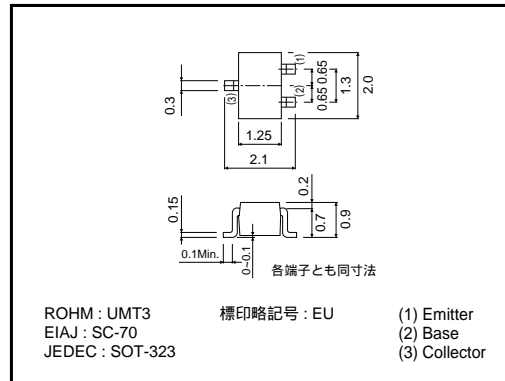 (1)
0.65
0.65
(2)
1.3
2.0
0.3
(3)
1.25
2.1
0.2
0.15
0.7
0.9
0.1Min.
0~0.1
各端子とも同寸法
ROHM : UMT3
EIAJ : SC-70
JEDEC : SOT-323
標印略記号 : EU
(1) Emitter
(2) Base
(3) Collector